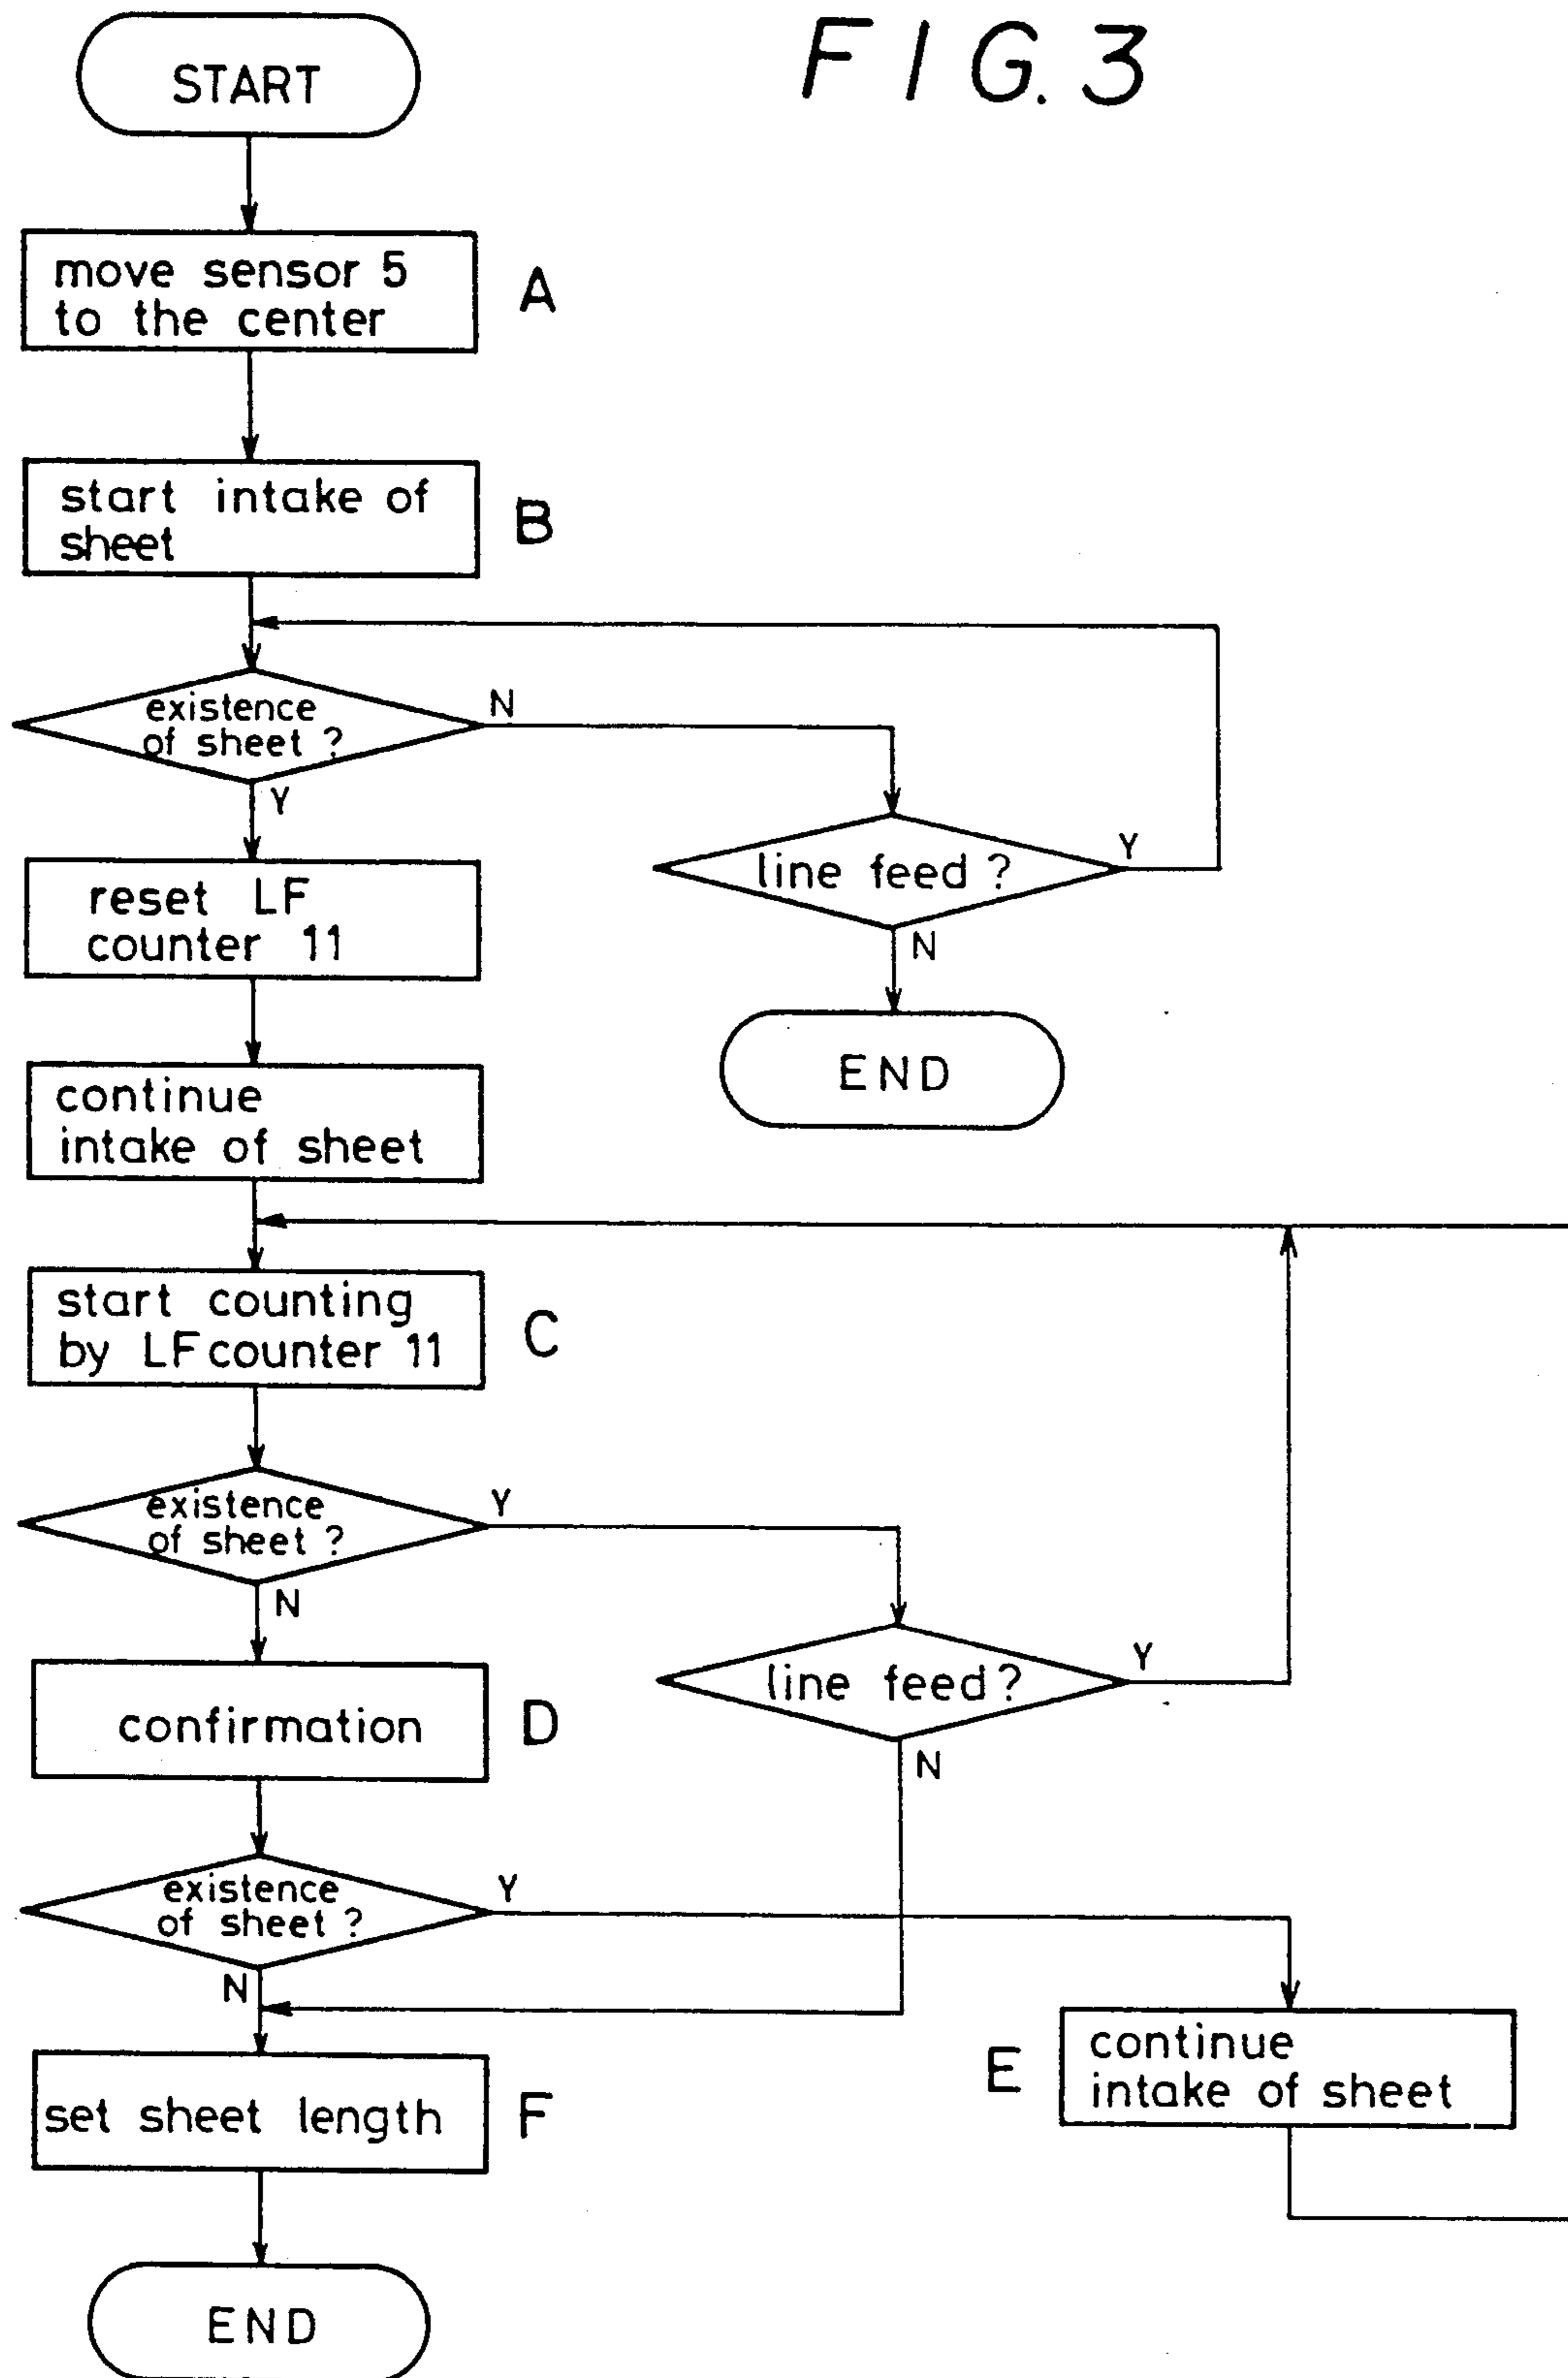 FIG. 3
START
move sensor 5
to the center
A
start intake of
sheet
B
existence
of sheet ?
N
Y
line feed ?
Y
N
END
reset LF
counter 11
continue
intake of sheet
start counting
by LF counter 11
C
existence
of sheet ?
Y
N
line feed ?
Y
N
confirmation
D
existence
of sheet ?
Y
N
E
continue
intake of sheet
set sheet length
F
END